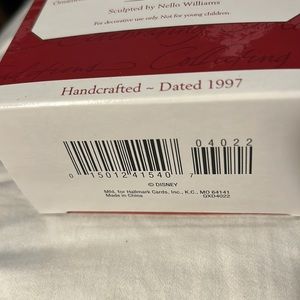 Sculpted by Nello Williams
For decorative use only. Not for young children.
Handcrafted ~ Dated 1997
04022
0 15012 41540 7
© DISNEY
Mfd. for Hallmark Cards, Inc., K.C., MO 64141
Made in China QXD4022